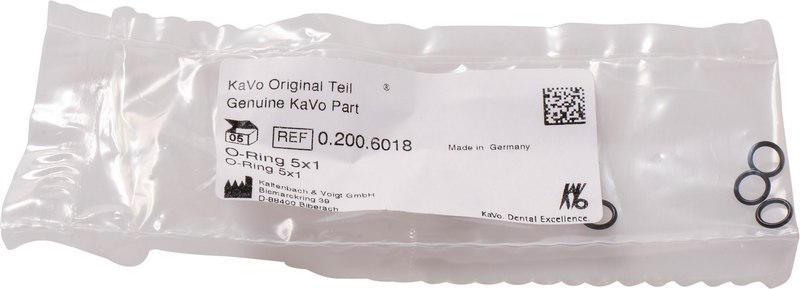 KaVo Original Teil ®
Genuine KaVo Part
05 REF 0.200.6018
Made in Germany
O-Ring 5x1
O-Ring 5x1
Kaltenbach & Voigt GmbH
Bismarckring 39
D-88400 Biberach
KaVo
KaVo. Dental Excellence.